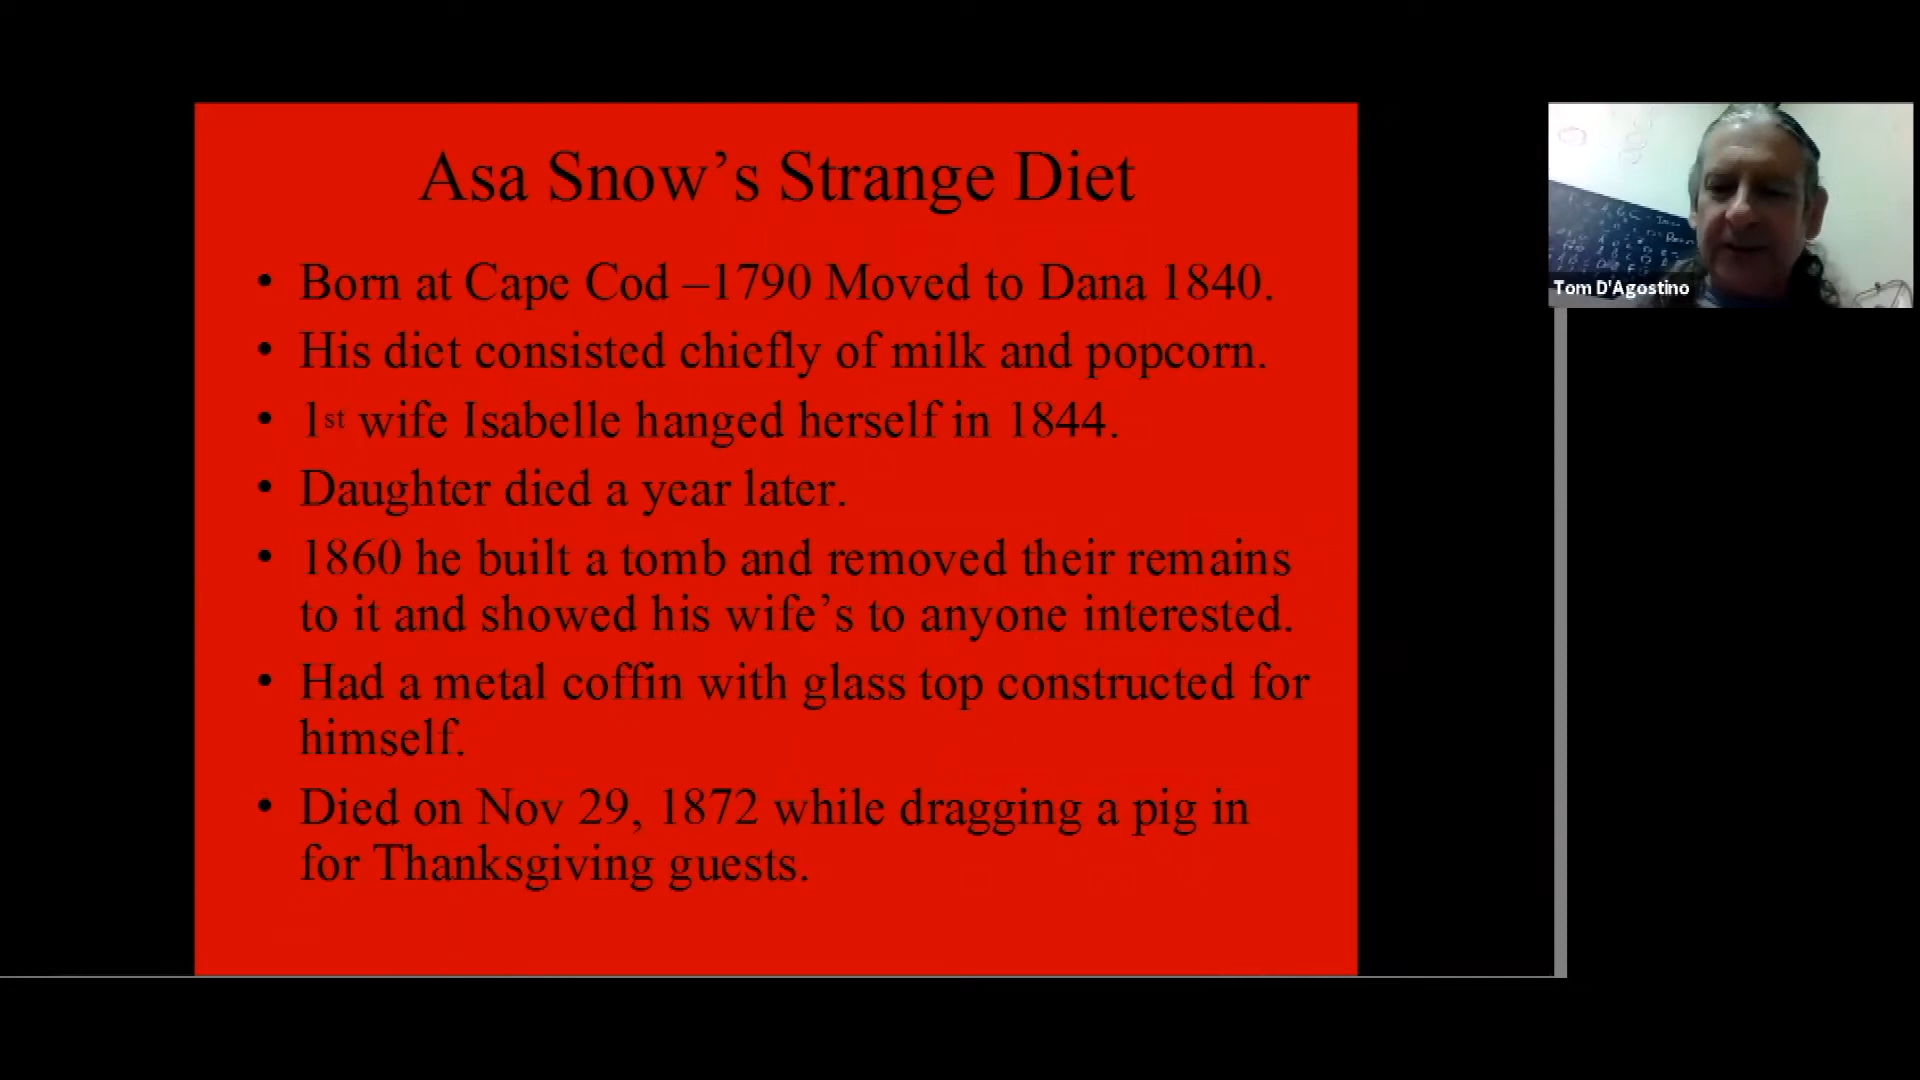 Asa Snow’s Strange Diet
• Born at Cape Cod –1790 Moved to Dana 1840.
• His diet consisted chiefly of milk and popcorn.
• 1st wife Isabelle hanged herself in 1844.
• Daughter died a year later.
• 1860 he built a tomb and removed their remains
to it and showed his wife’s to anyone interested.
• Had a metal coffin with glass top constructed for
himself.
• Died on Nov 29, 1872 while dragging a pig in
for Thanksgiving guests.
Tom D'Agostino